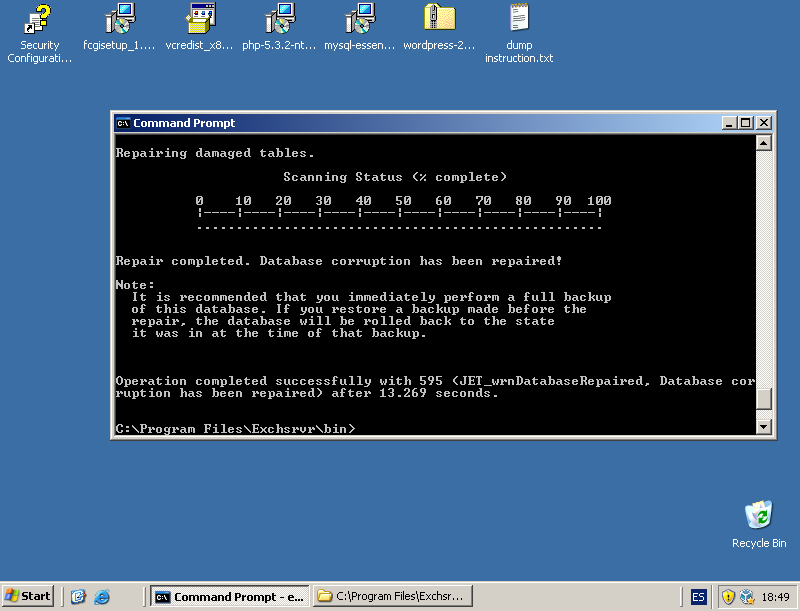 Security
Configurati...
fcgisetup_1....
vcredist_x8...
php-5.3.2-nt...
mysql-essen...
wordpress-2...
dump
instruction.txt
Command Prompt
Repairing damaged tables.
Scanning Status (% complete)
0 10 20 30 40 50 60 70 80 90 100
|----|----|----|----|----|----|----|----|----|----|
...................................................
Repair completed. Database corruption has been repaired!
Note:
It is recommended that you immediately perform a full backup
of this database. If you restore a backup made before the
repair, the database will be rolled back to the state
it was in at the time of that backup.
Operation completed successfully with 595 (JET_wrnDatabaseRepaired, Database cor
ruption has been repaired) after 13.269 seconds.
C:\Program Files\Exchsrvr\bin>
Recycle Bin
Start
Command Prompt - e...
C:\Program Files\Exchsr...
ES
18:49